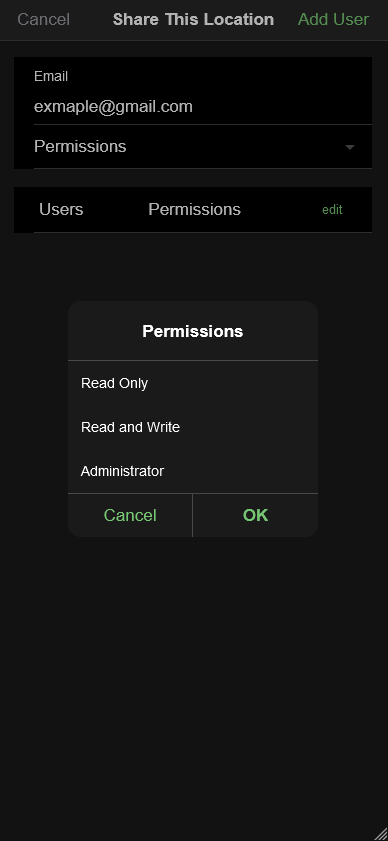 Cancel Share This Location Add User
Email
exmaple@gmail.com
Permissions
Users Permissions edit
Permissions
Read Only
Read and Write
Administrator
Cancel OK